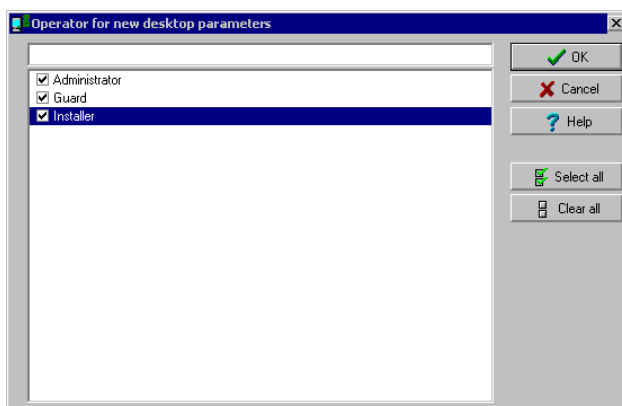 Operator for new desktop parameters
OK
Administrator
Cancel
Guard
Installer
Help
Select all
Clear all